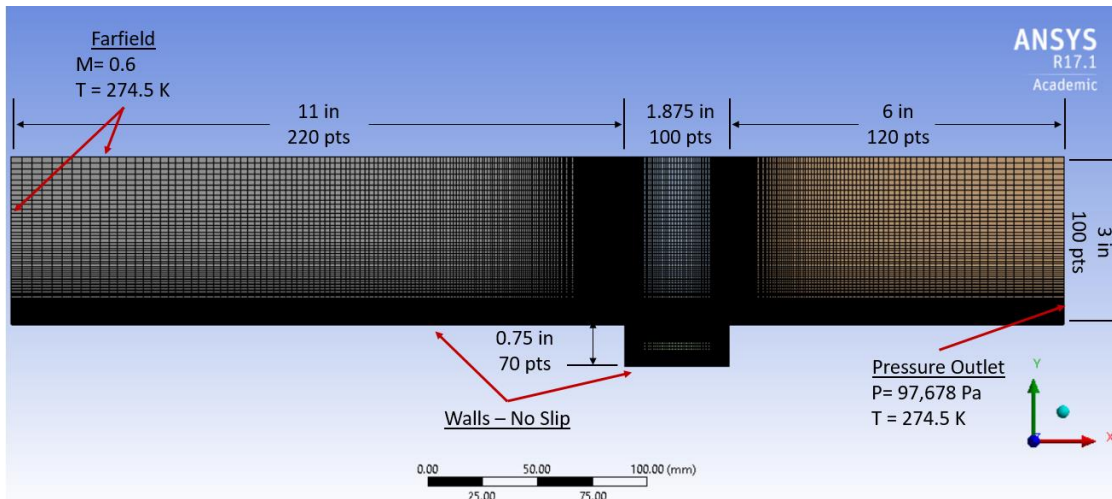 Farfield
M= 0.6
T = 274.5 K
ANSYS
R17.1
Academic
11 in
220 pts
1.875 in
100 pts
6 in
120 pts
3 in
100 pts
0.75 in
70 pts
Walls – No Slip
Pressure Outlet
P= 97,678 Pa
T = 274.5 K
Y
X
0.00 50.00 100.00 (mm)
25.00 75.00